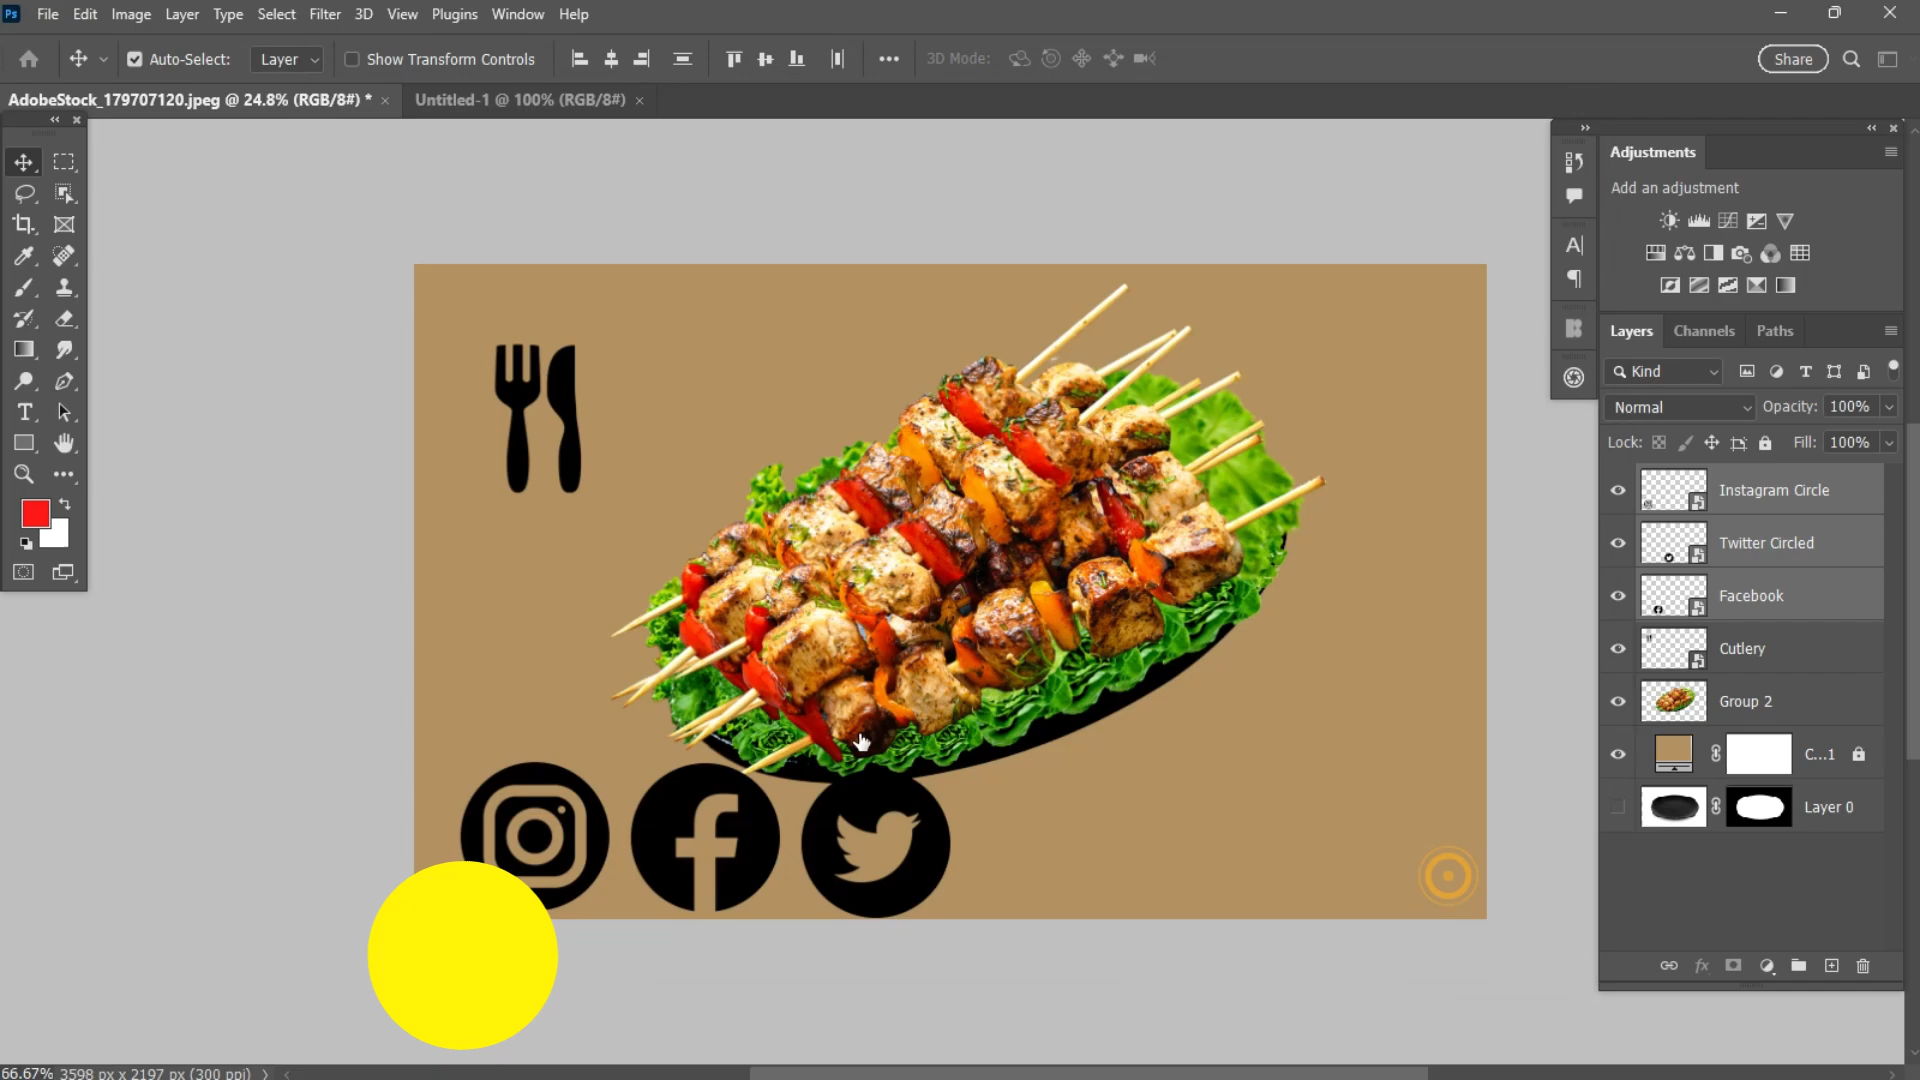 Ps File Edit Image Layer Type Select Filter 3D View Plugins Window Help
Auto-Select: Layer Show Transform Controls 3D Mode: Share
AdobeStock_179707120.jpeg @ 24.8% (RGB/8#) * × Untitled-1 @ 100% (RGB/8#) ×
Adjustments
Add an adjustment
Layers Channels Paths
Kind
Normal Opacity: 100%
Lock: Fill: 100%
Instagram Circle
Twitter Circled
Facebook
Cutlery
Group 2
C...1
Layer 0
66.67% 3598 px x 2197 px (300 ppi)